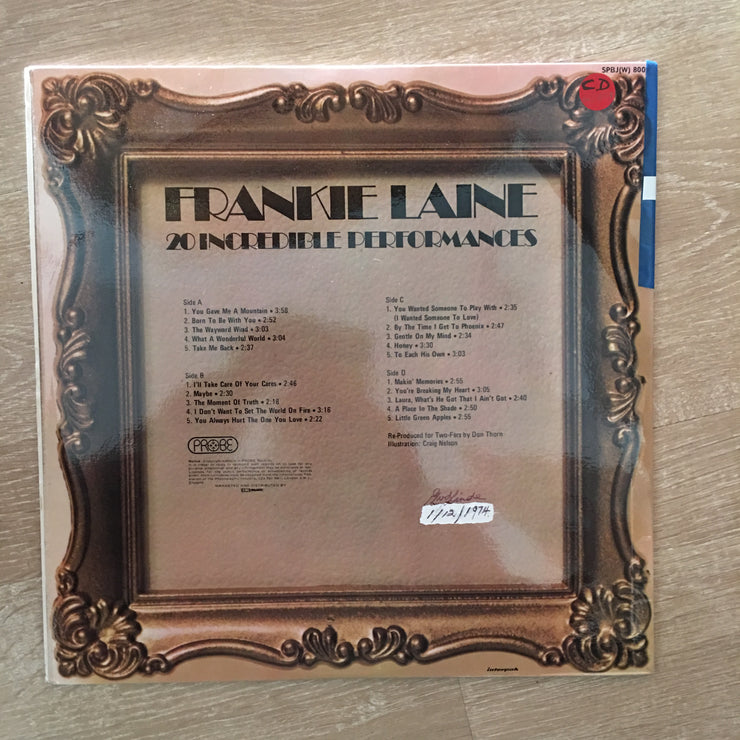 SPBJ(W) 800
CD
FRANKIE LAINE
20 INCREDIBLE PERFORMANCES
Side A
1. You Gave Me A Mountain • 3:58
2. Born To Be With You • 2:52
3. The Wayword Wind • 3:03
4. What A Wonderful World • 3:04
5. Take Me Back • 2:37
Side B
1. I'll Take Care Of Your Cares • 2:46
2. Maybe • 2:30
3. The Moment Of Truth • 2:16
4. I Don't Want To Set The World On Fire • 3:16
5. You Always Hurt The One You Love • 2:22
Side C
1. You Wanted Someone To Play With • 2:35
(I Wanted Someone To Love)
2. By The Time I Get To Phoenix • 2:47
3. Gentle On My Mind • 2:34
4. Honey • 3:30
5. To Each His Own • 3:03
Side D
1. Makin' Memories • 2:55
2. You're Breaking My Heart • 3:05
3. Laura, What's He Got That I Ain't Got • 2:40
4. A Place In The Shade • 2:50
5. Little Green Apples • 2:55
Re-Produced for Two-Fers by Don Thorn
Illustration: Craig Nelson
PROBE
MARKETED AND DISTRIBUTED BY
1/12/1974
interpak